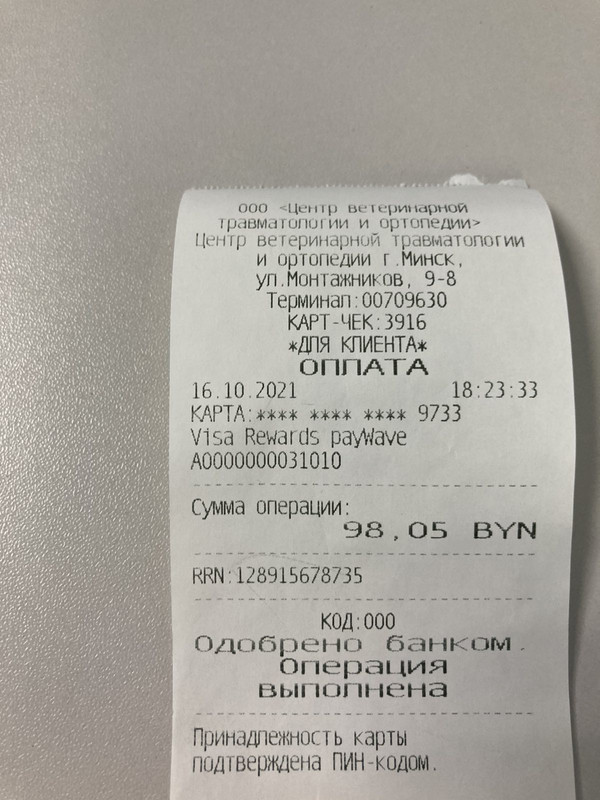 ООО <Центр ветеринарной
травматологии и ортопедии>
Центр ветеринарной травматологии
и ортопедии г.Минск,
ул.Монтажников, 9-8
Терминал:00709630
КАРТ-ЧЕК:3916
*ДЛЯ КЛИЕНТА*
ОПЛАТА
16.10.2021 18:23:33
КАРТА:**** **** **** 9733
Visa Rewards payWave
A0000000031010
Сумма операции:
98,05 BYN
RRN:128915678735
КОД:000
Одобрено банком.
Операция
выполнена
Принадлежность карты
подтверждена ПИН-кодом.